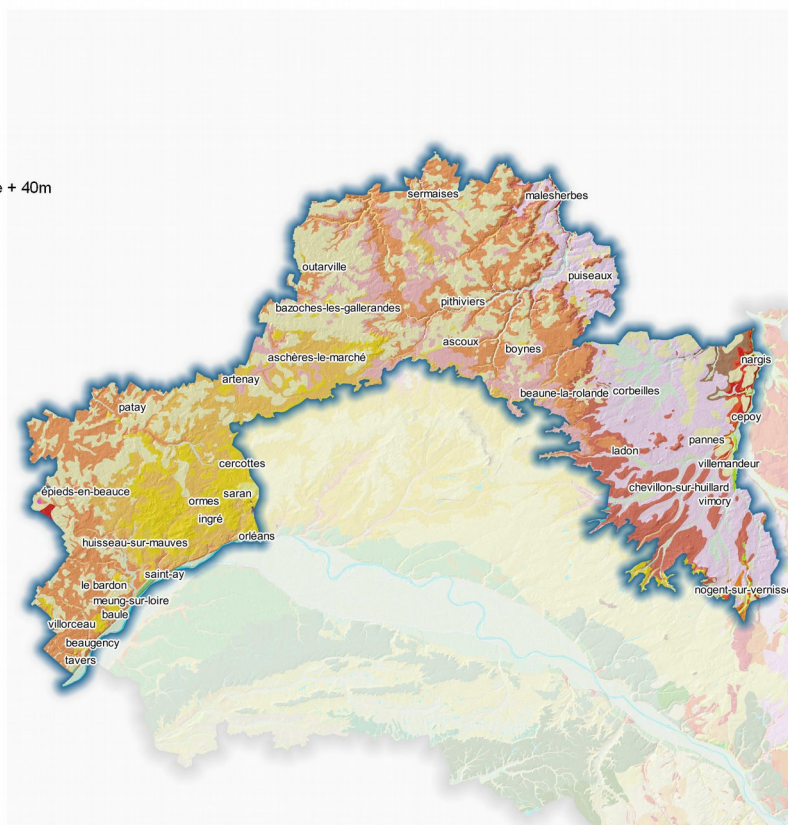 e + 40m
sermaises
malesherbes
outarville
puiseaux
bazoches-les-gallerandes
pithiviers
ascoux
boynes
aschères-le-marché
nargis
artenay
beaune-la-rolande
corbeilles
patay
cepoy
pannes
ladon
cercottes
villemandeur
épieds-en-beauce
saran
chevillon-sur-huillard
ormes
vimory
ingré
orléans
huisseau-sur-mauves
saint-ay
le bardon
nogent-sur-vernisse
meung-sur-loire
baule
villorceau
beaugency
tavers